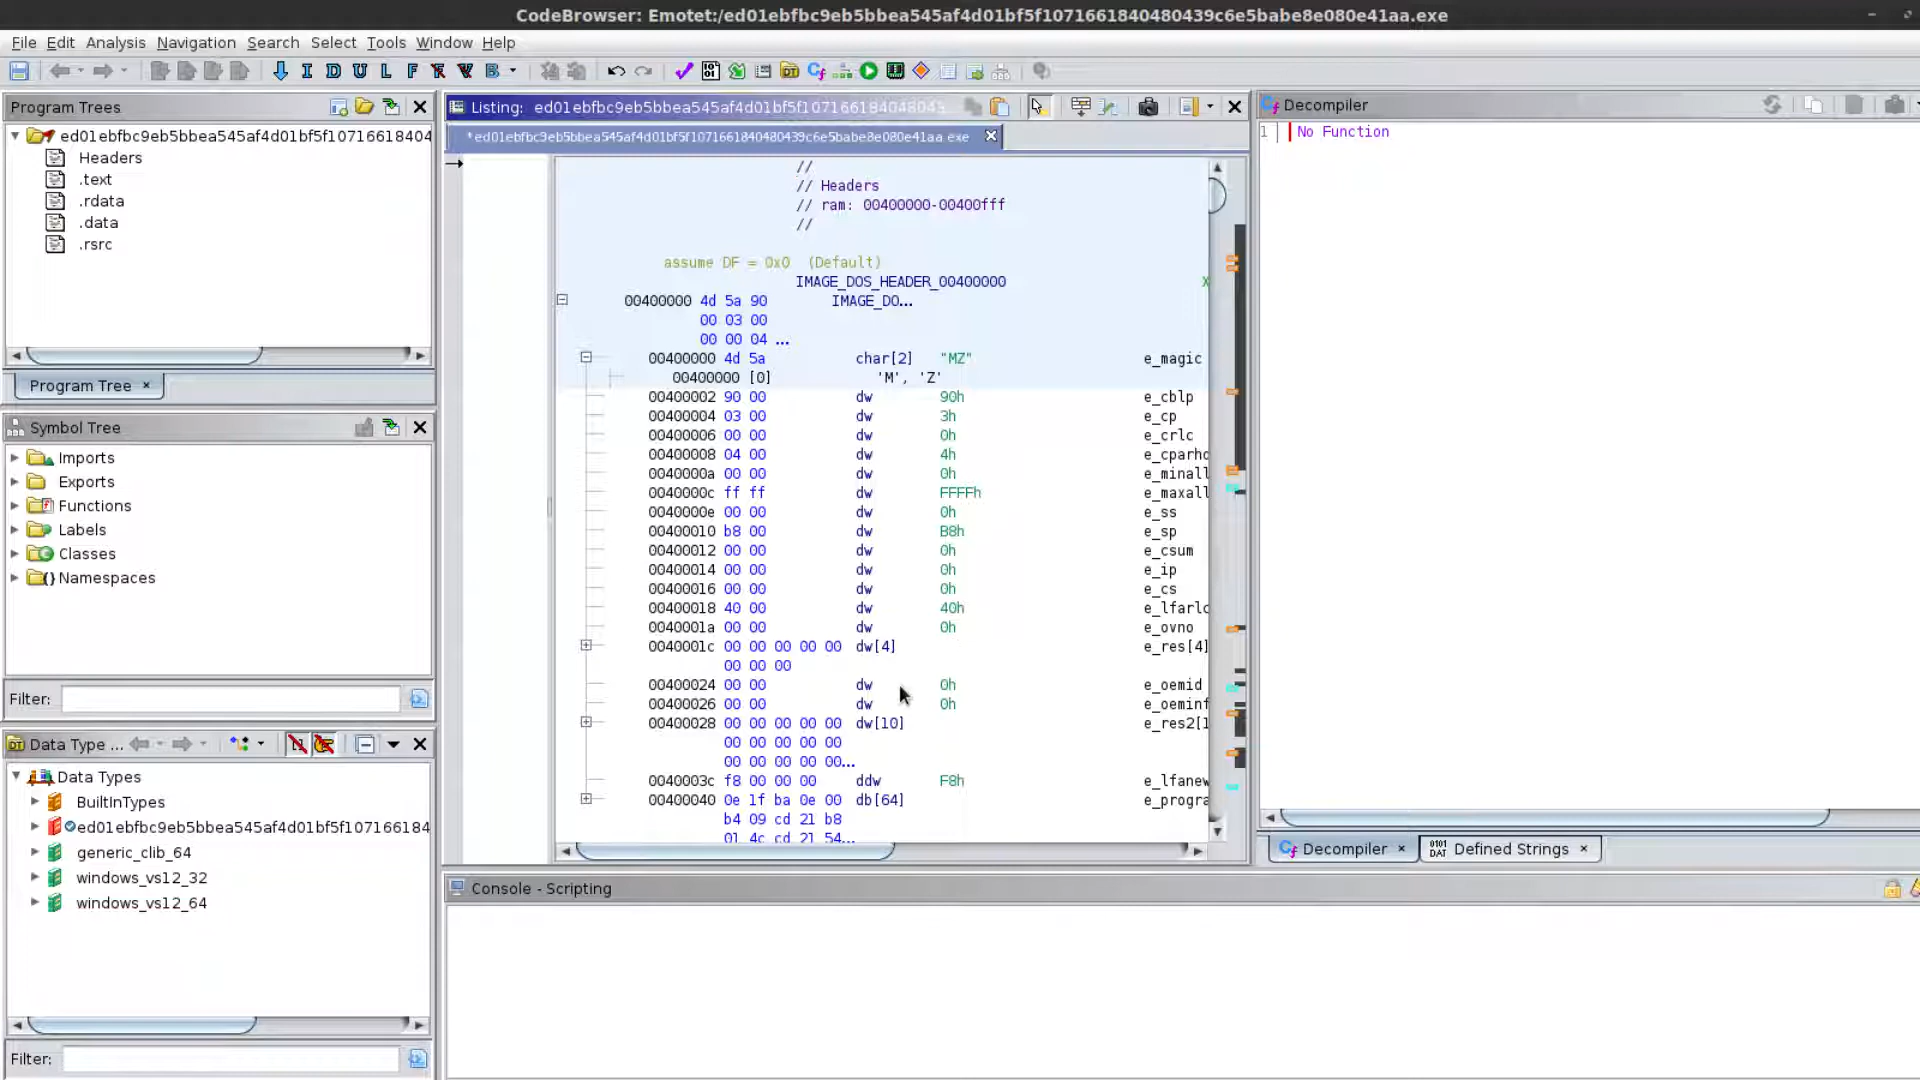 CodeBrowser: Emotet:/ed01ebfbc9eb5bbea545af4d01bf5f1071661840480439c6e5babe8e080e41aa.exe
File Edit Analysis Navigation Search Select Tools Window Help
I D U L F B
Program Trees
ed01ebfbc9eb5bbea545af4d01bf5f10716618404
Headers
.text
.rdata
.data
.rsrc
Program Tree ×
Symbol Tree
Imports
Exports
Functions
Labels
Classes
Namespaces
Filter:
Data Type ...
Data Types
BuiltInTypes
ed01ebfbc9eb5bbea545af4d01bf5f107166184
generic_clib_64
windows_vs12_32
windows_vs12_64
Filter:
Listing: ed01ebfbc9eb5bbea545af4d01bf5f107166184048043
*ed01ebfbc9eb5bbea545af4d01bf5f1071661840480439c6e5babe8e080e41aa.exe
//
// Headers
// ram: 00400000-00400fff
//
assume DF = 0x0 (Default)
IMAGE_DOS_HEADER_00400000 X
00400000 4d 5a 90 IMAGE_DO...
00 03 00
00 00 04 ...
00400000 4d 5a char[2] "MZ" e_magic
00400000 [0] 'M', 'Z'
00400002 90 00 dw 90h e_cblp
00400004 03 00 dw 3h e_cp
00400006 00 00 dw 0h e_crlc
00400008 04 00 dw 4h e_cparh
0040000a 00 00 dw 0h e_minall
0040000c ff ff dw FFFFh e_maxall
0040000e 00 00 dw 0h e_ss
00400010 b8 00 dw B8h e_sp
00400012 00 00 dw 0h e_csum
00400014 00 00 dw 0h e_ip
00400016 00 00 dw 0h e_cs
00400018 40 00 dw 40h e_lfarl
0040001a 00 00 dw 0h e_ovno
0040001c 00 00 00 00 00 dw[4] e_res[4]
00 00 00
00400024 00 00 dw 0h e_oemid
00400026 00 00 dw 0h e_oeminf
00400028 00 00 00 00 00 dw[10] e_res2[1
00 00 00 00 00
00 00 00 00 00...
0040003c f8 00 00 00 ddw F8h e_lfanew
00400040 0e 1f ba 0e 00 db[64] e_progra
b4 09 cd 21 b8
01 4c cd 21 54...
Decompiler
1 No Function
Decompiler × Defined Strings ×
Console - Scripting